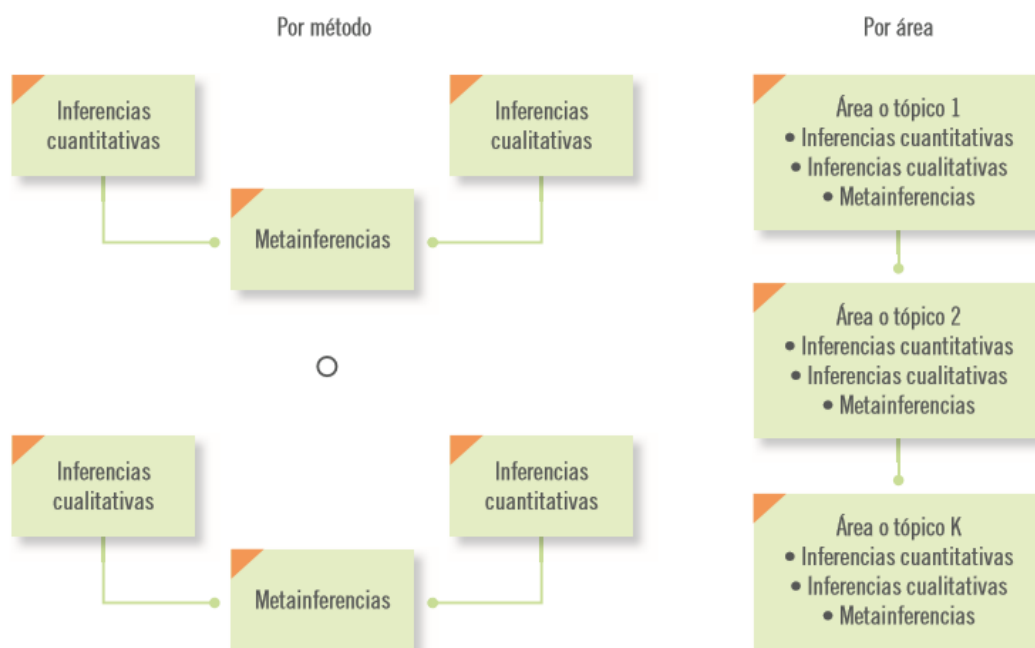 Por método
Inferencias
cuantitativas
Inferencias
cualitativas
Metainferencias
O
Inferencias
cualitativas
Inferencias
cuantitativas
Metainferencias
Por área
Área o tópico 1
• Inferencias cuantitativas
• Inferencias cualitativas
• Metainferencias
Área o tópico 2
• Inferencias cuantitativas
• Inferencias cualitativas
• Metainferencias
Área o tópico K
• Inferencias cuantitativas
• Inferencias cualitativas
• Metainferencias